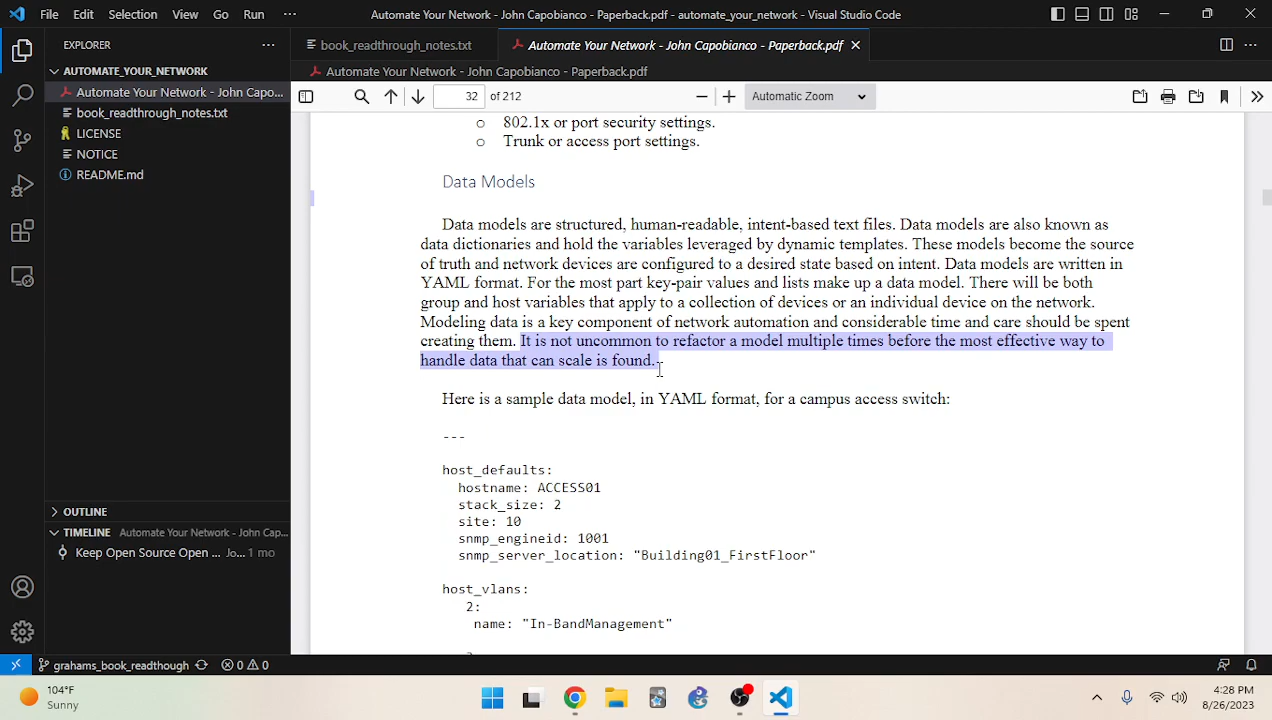 File Edit Selection View Go Run ··· Automate Your Network - John Capobianco - Paperback.pdf - automate_your_network - Visual Studio Code
EXPLORER ···
book_readthrough_notes.txt
Automate Your Network - John Capobianco - Paperback.pdf
AUTOMATE_YOUR_NETWORK
Automate Your Network - John Capobianco - Paperback.pdf
Automate Your Network - John Capo...
book_readthrough_notes.txt
LICENSE
NOTICE
README.md
32 of 212
Automatic Zoom
o 802.1x or port security settings.
o Trunk or access port settings.
Data Models
Data models are structured, human-readable, intent-based text files. Data models are also known as
data dictionaries and hold the variables leveraged by dynamic templates. These models become the source
of truth and network devices are configured to a desired state based on intent. Data models are written in
YAML format. For the most part key-pair values and lists make up a data model. There will be both
group and host variables that apply to a collection of devices or an individual device on the network.
Modeling data is a key component of network automation and considerable time and care should be spent
creating them. It is not uncommon to refactor a model multiple times before the most effective way to
handle data that can scale is found.
Here is a sample data model, in YAML format, for a campus access switch:
---
host_defaults:
hostname: ACCESS01
stack_size: 2
site: 10
snmp_engineid: 1001
snmp_server_location: "Building01_FirstFloor"
host_vlans:
2:
name: "In-BandManagement"
OUTLINE
TIMELINE Automate Your Network - John Cap...
Keep Open Source Open ... Jo... 1 mo
grahams_book_readthough 0 0
104°F
Sunny
4:28 PM
8/26/2023